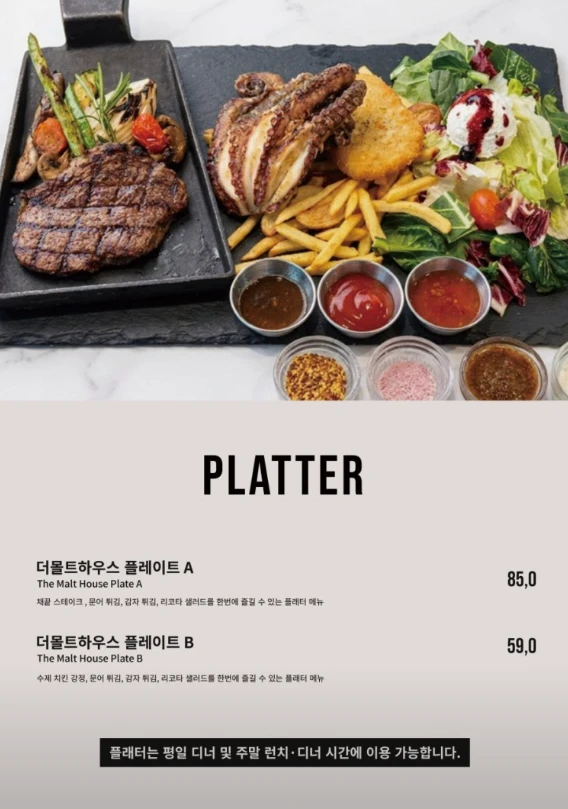 PLATTER
더몰트하우스 플레이트 A
The Malt House Plate A
채끝 스테이크 , 문어 튀김, 감자 튀김, 리코타 샐러드를 한번에 즐길 수 있는 플래터 메뉴
85,0
더몰트하우스 플레이트 B
The Malt House Plate B
수제 치킨 강정, 문어 튀김, 감자 튀김, 리코타 샐러드를 한번에 즐길 수 있는 플래터 메뉴
59,0
플래터는 평일 디너 및 주말 런치·디너 시간에 이용 가능합니다.